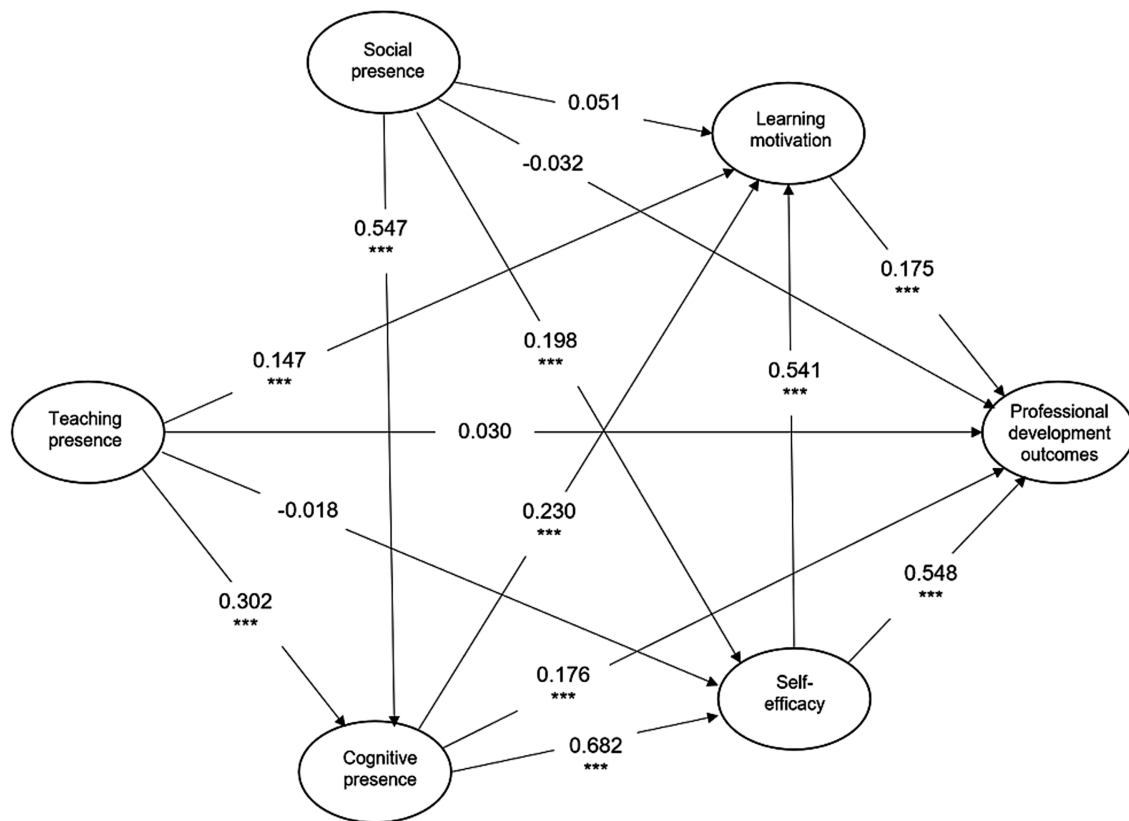 Social
presence
0.051
Learning
motivation
-0.032
0.547
***
0.175
***
0.147
***
0.198
***
0.541
***
Teaching
presence
0.030
Professional
development
outcomes
-0.018
0.230
***
0.302
***
0.548
***
0.176
***
Self-
efficacy
0.682
***
Cognitive
presence